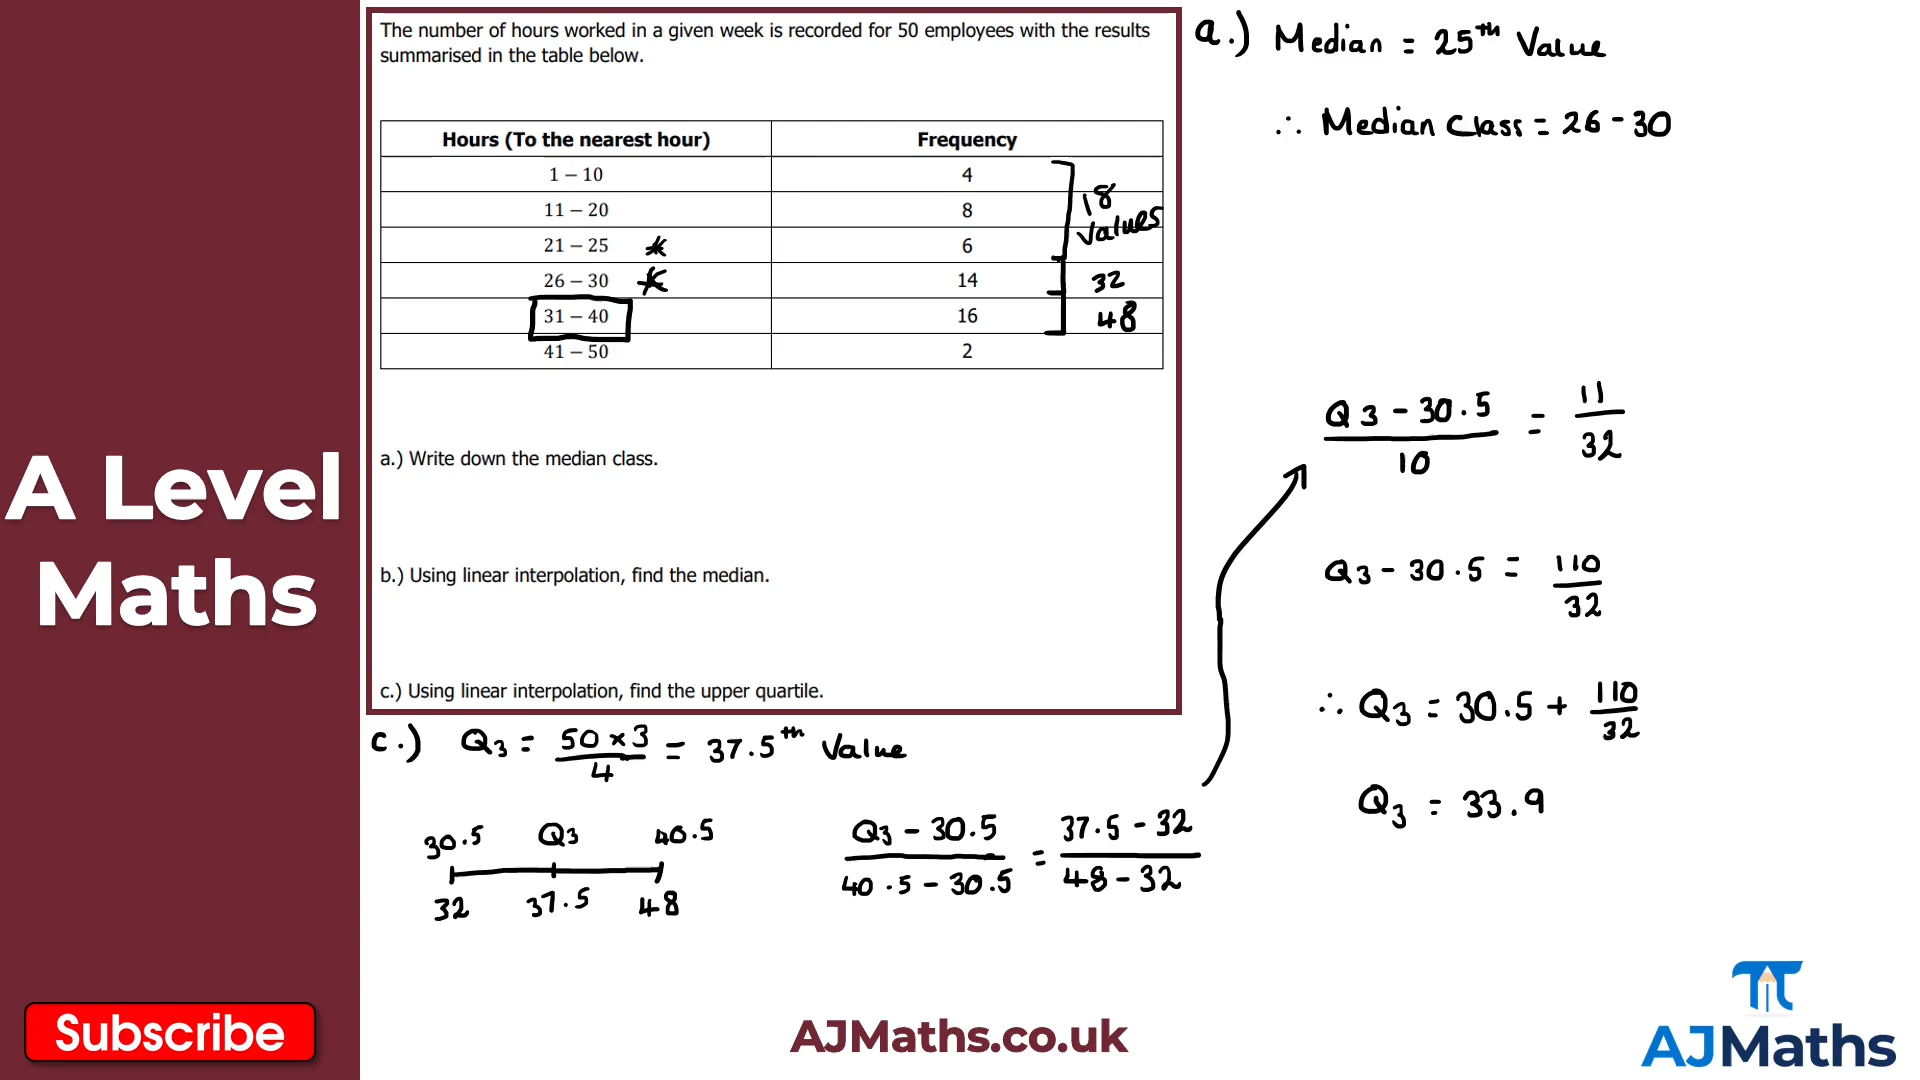 A Level
Maths
Subscribe
The number of hours worked in a given week is recorded for 50 employees with the results
summarised in the table below.
Hours (To the nearest hour) Frequency
1 – 10 4
11 – 20 8
21 – 25 * 6
26 – 30 * 14
31 – 40 16
41 – 50 2
18
Values
32
48
a.) Write down the median class.
b.) Using linear interpolation, find the median.
c.) Using linear interpolation, find the upper quartile.
a.) Median = 25th Value
∴ Median Class = 26 - 30
c.) Q3 = 50 × 3 / 4 = 37.5th Value
30.5 Q3 40.5
32 37.5 48
Q3 - 30.5 / 40.5 - 30.5 = 37.5 - 32 / 48 - 32
Q3 - 30.5 / 10 = 11 / 32
Q3 - 30.5 = 110 / 32
∴ Q3 = 30.5 + 110 / 32
Q3 = 33.9
AJMaths.co.uk
AJMaths